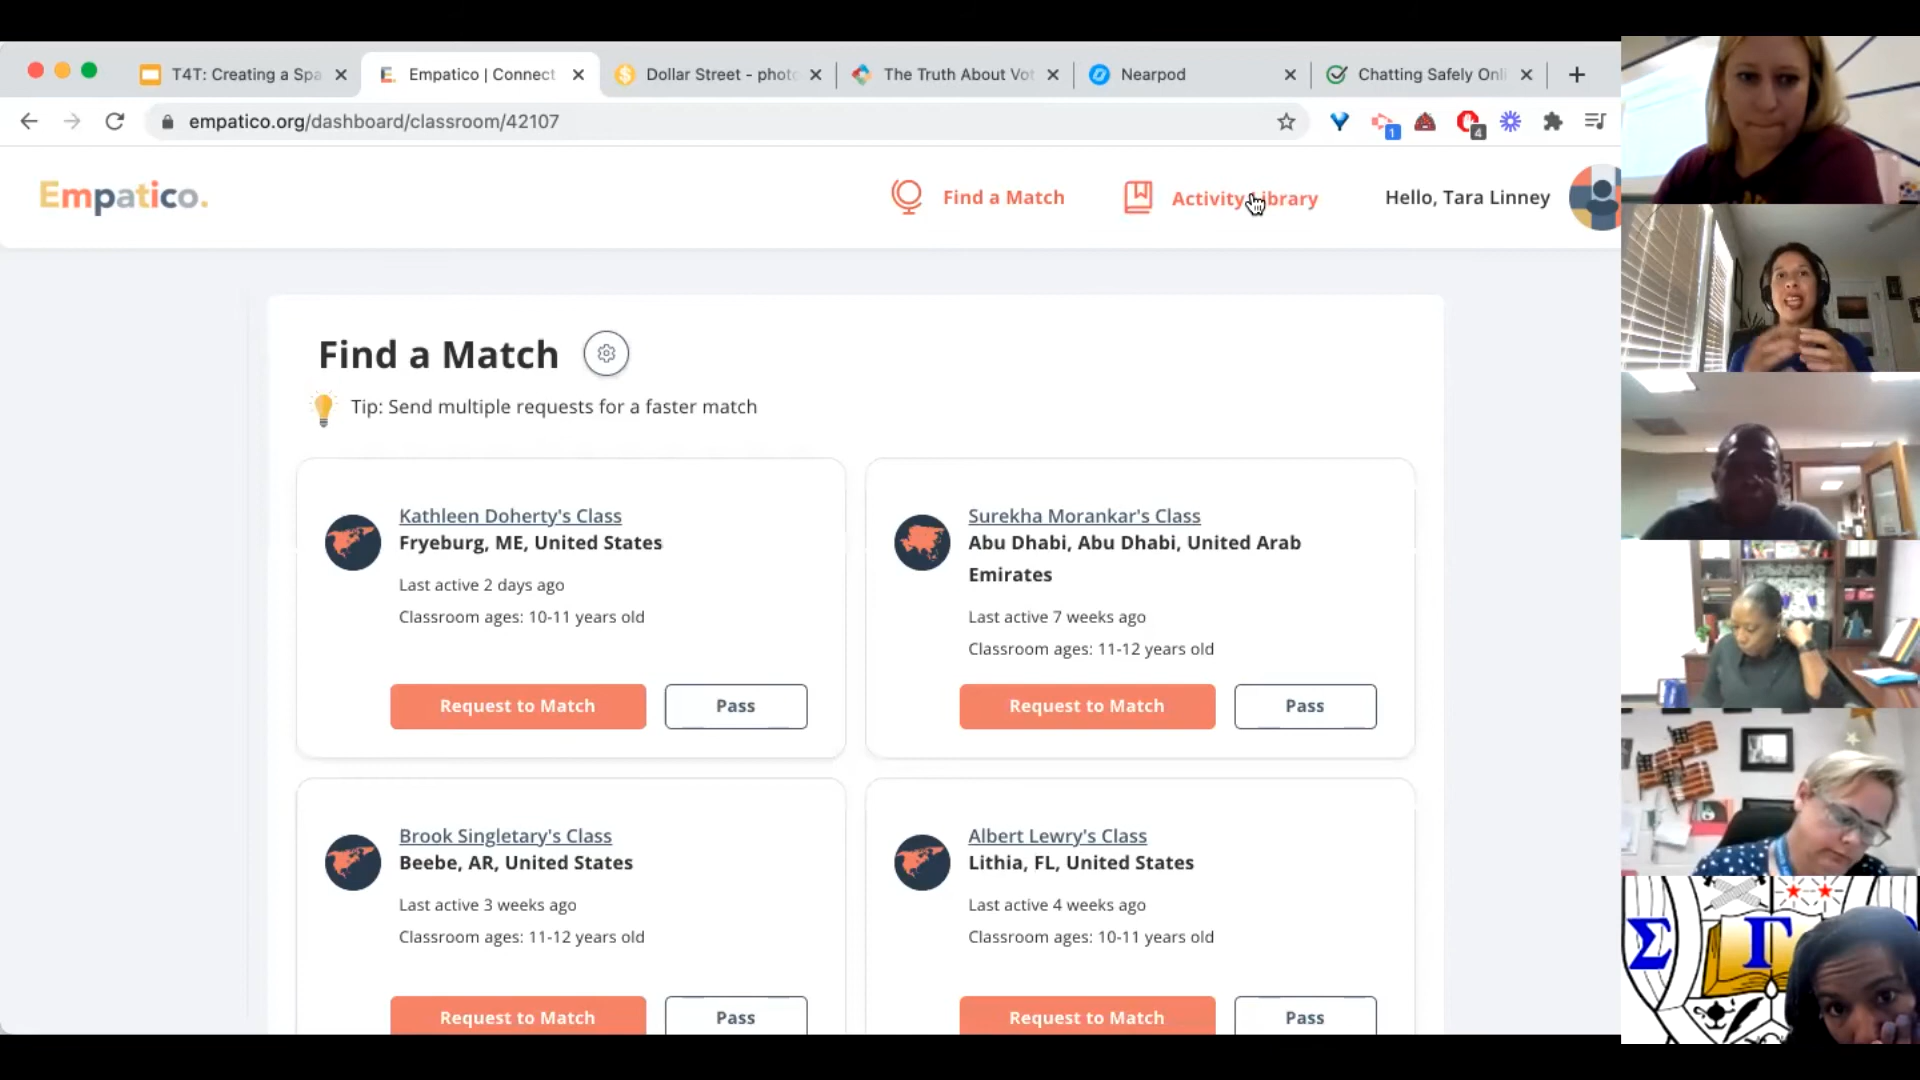 T4T: Creating a Spa
Empatico | Connect
Dollar Street - photo
The Truth About Vot
Nearpod
Chatting Safely Onli
empatico.org/dashboard/classroom/42107
1
4
Empatico.
Find a Match
Activity Library
Hello, Tara Linney
Find a Match
Tip: Send multiple requests for a faster match
Kathleen Doherty's Class
Fryeburg, ME, United States
Last active 2 days ago
Classroom ages: 10-11 years old
Request to Match
Pass
Surekha Morankar's Class
Abu Dhabi, Abu Dhabi, United Arab
Emirates
Last active 7 weeks ago
Classroom ages: 11-12 years old
Request to Match
Pass
Brook Singletary's Class
Beebe, AR, United States
Last active 3 weeks ago
Classroom ages: 11-12 years old
Request to Match
Pass
Albert Lewry's Class
Lithia, FL, United States
Last active 4 weeks ago
Classroom ages: 10-11 years old
Request to Match
Pass
Σ Γ